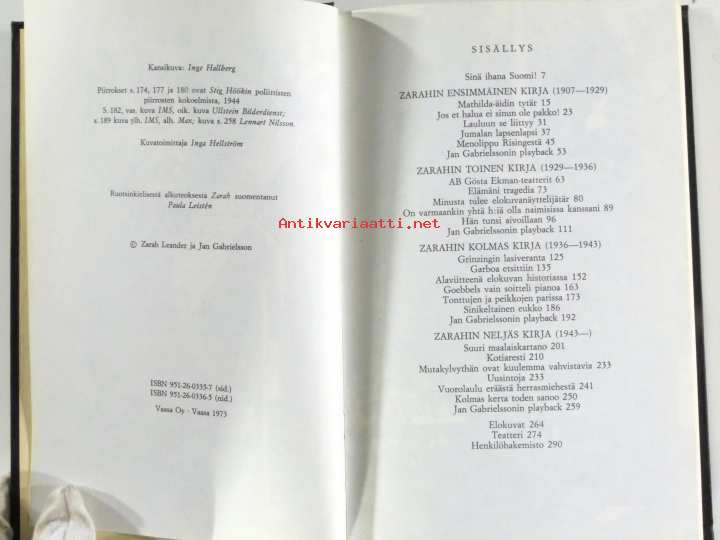 Kansikuva: Inge Hallberg
Piirrokset s. 174, 177 ja 180 ovat Stig Höökin poliittisten
piirrosten kokoelmista, 1944
S. 182, vas. kuva IMS, oik. kuva Ullstein Bilderdienst;
s. 189 kuva ylh. IMS, alh. Max; kuva s. 258 Lennart Nilsson.
Kuvatoimittaja Inga Hellström
Ruotsinkielisestä alkuteoksesta Zarah suomentanut
Paula Leistén
© Zarah Leander ja Jan Gabrielsson
ISBN 951-26-0335-7 (nid.)
ISBN 951-26-0336-5 (sid.)
Vaasa Oy · Vaasa 1973
SISÄLLYS
Sinä ihana Suomi! 7
ZARAHIN ENSIMMÄINEN KIRJA (1907—1929)
Mathilda-äidin tytär 15
Jos et halua ei sinun ole pakko! 23
Lauluun se liittyy 31
Jumalan lapsenlapsi 37
Menolippu Risingestä 45
Jan Gabrielssonin playback 53
ZARAHIN TOINEN KIRJA (1929—1936)
AB Gösta Ekman-teatterit 63
Elämäni tragedia 73
Minusta tulee elokuvanäyttelijätär 80
On varmaankin yhtä h:iä olla naimisissa kanssani 89
Hän tunsi aivoillaan 96
Jan Gabrielssonin playback 111
ZARAHIN KOLMAS KIRJA (1936—1943)
Grinzingin lasiveranta 125
Garboa etsittiin 135
Alaviitteenä elokuvan historiassa 152
Goebbels vain soitteli pianoa 163
Tonttujen ja peikkojen parissa 173
Sinikeltainen eukko 186
Jan Gabrielssonin playback 192
ZARAHIN NELJÄS KIRJA (1943—)
Suuri maalaiskartano 201
Kotiaresti 210
Mutakylvythän ovat kuulemma vahvistavia 233
Uusintoja 233
Vuorolaulu eräästä herrasmiehestä 241
Kolmas kerta toden sanoo 250
Jan Gabrielssonin playback 259
Elokuvat 264
Teatteri 274
Henkilöhakemisto 290
Antikvariaatti.net